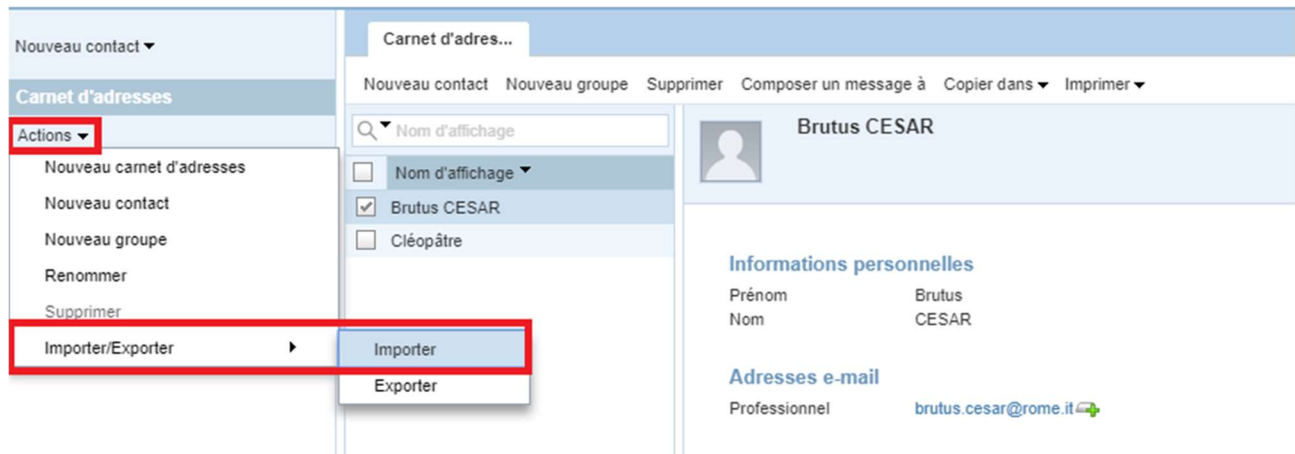 Nouveau contact
Carnet d'adresses
Actions
Nouveau carnet d'adresses
Nouveau contact
Nouveau groupe
Renommer
Supprimer
Importer/Exporter
Importer
Exporter
Carnet d'adres...
Nouveau contact Nouveau groupe Supprimer Composer un message à Copier dans Imprimer
Nom d'affichage
Nom d'affichage
Brutus CESAR
Cléopâtre
Brutus CESAR
Informations personnelles
Prénom Brutus
Nom CESAR
Adresses e-mail
Professionnel brutus.cesar@rome.it